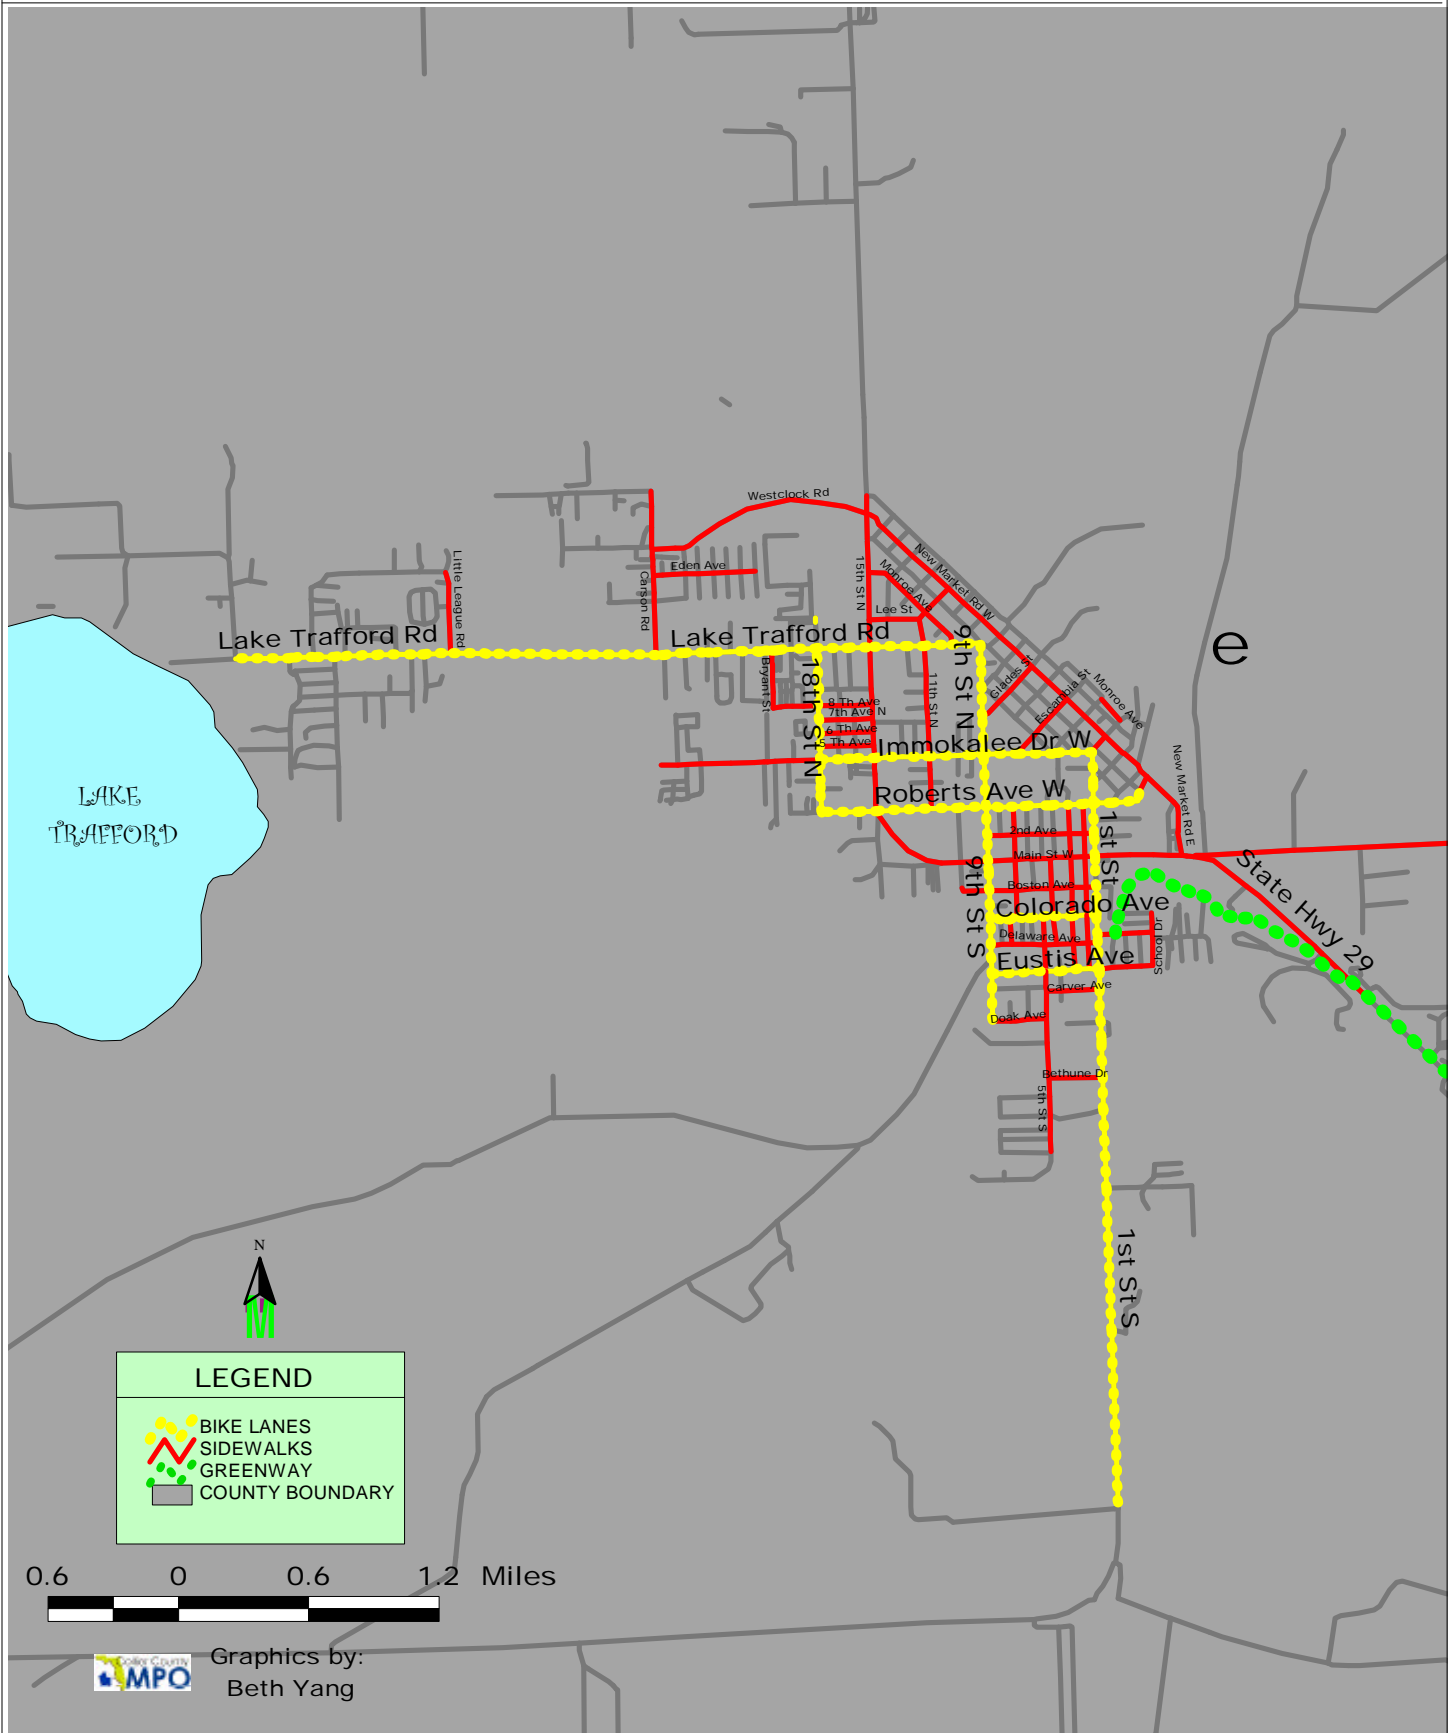 Westclock Rd
New Market Rd W
Eden Ave
Carson Rd
Little League Rd
15th St N
Monroe Ave
Lee St
Lake Trafford Rd
Lake Trafford Rd
9th St N
e
Glades St
Escambia St
Monroe Ave
Bryant St
18th St N
11th St N
8 Th Ave
7th Ave N
6 Th Ave
5 Th Ave
Immokalee Dr W
New Market Rd E
LAKE
TRAFFORD
Roberts Ave W
1st St
2nd Ave
Main St W
State Hwy 29
9th St S
Boston Ave
Colorado Ave
Delaware Ave
School Dr
Eustis Ave
Carver Ave
Doak Ave
Bethune Dr
5th St S
1st St S
N
M
LEGEND
BIKE LANES
SIDEWALKS
GREENWAY
COUNTY BOUNDARY
0.6 0 0.6 1.2 Miles
Collier County
MPO
Graphics by:
Beth Yang